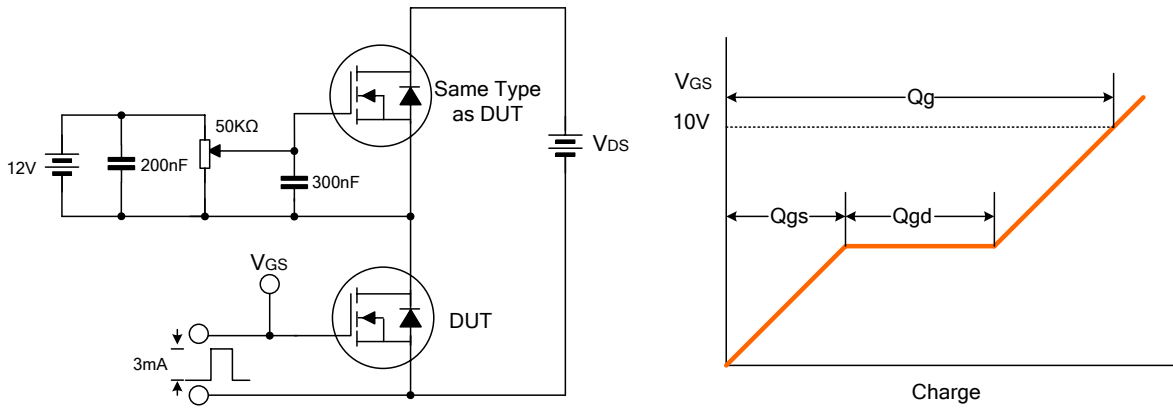 12V
200nF
50KΩ
300nF
Same Type
as DUT
VDS
VGS
DUT
3mA
VGS
10V
Qg
Qgs
Qgd
Charge